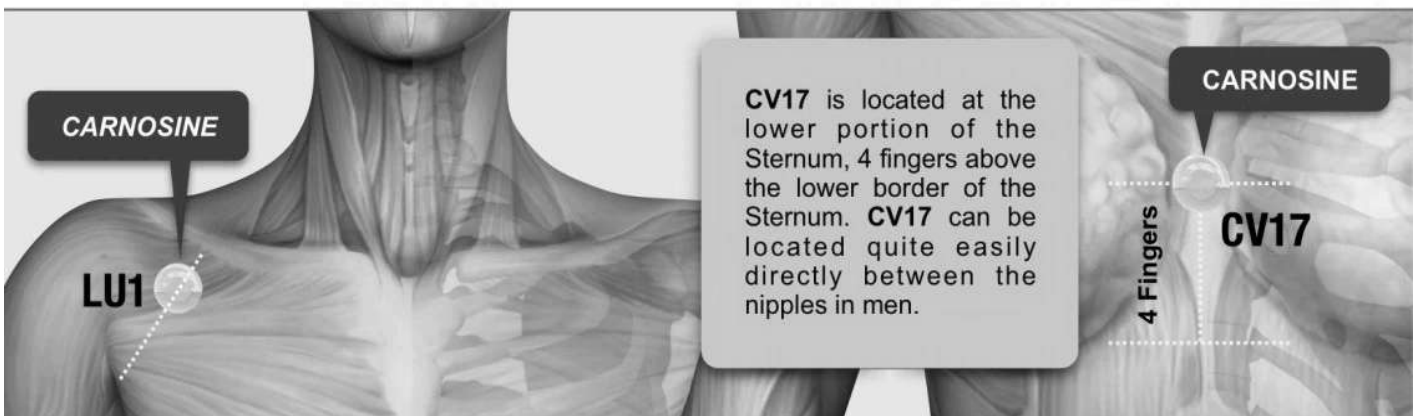 CARNOSINE
LU1
CV17 is located at the
lower portion of the
Sternum, 4 fingers above
the lower border of the
Sternum. CV17 can be
located quite easily
directly between the
nipples in men.
CARNOSINE
CV17
4 Fingers